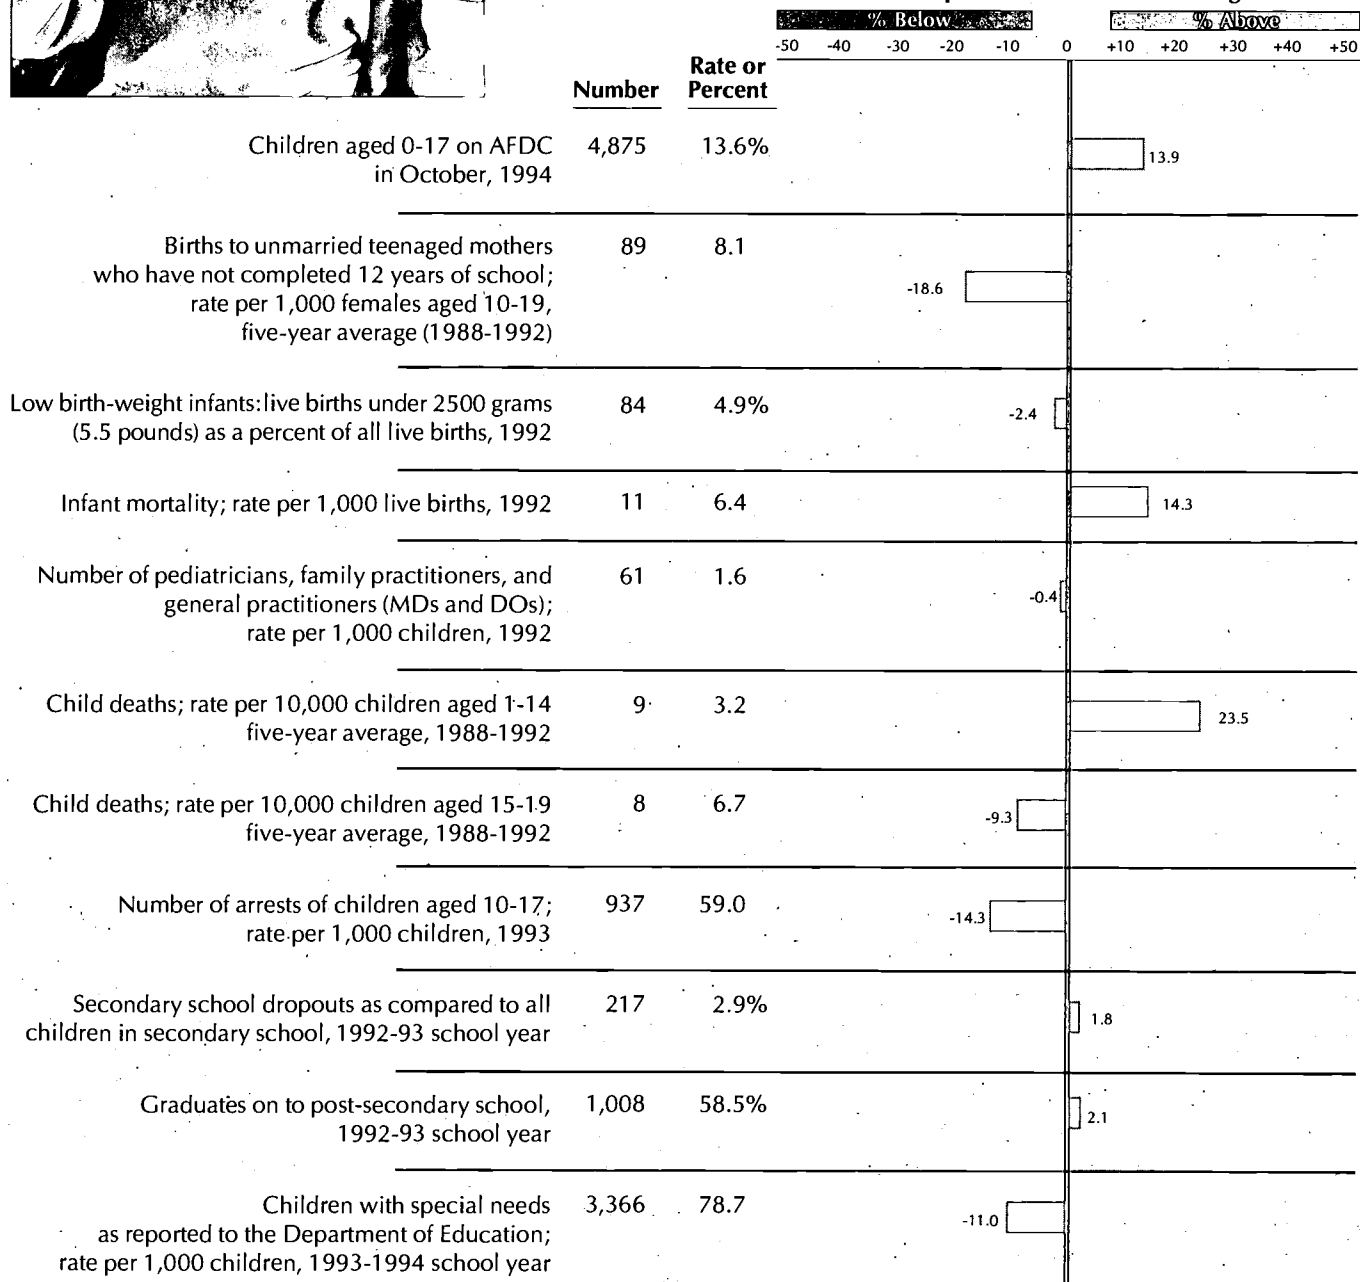 % Below % Above
-50 -40 -30 -20 -10 0 +10 +20 +30 +40 +50
Number Rate or Percent
Children aged 0-17 on AFDC 4,875 13.6% 13.9
in October, 1994
Births to unmarried teenaged mothers 89 8.1
who have not completed 12 years of school; -18.6
rate per 1,000 females aged 10-19,
five-year average (1988-1992)
Low birth-weight infants: live births under 2500 grams 84 4.9% -2.4
(5.5 pounds) as a percent of all live births, 1992
Infant mortality; rate per 1,000 live births, 1992 11 6.4 14.3
Number of pediatricians, family practitioners, and 61 1.6
general practitioners (MDs and DOs); -0.4
rate per 1,000 children, 1992
Child deaths; rate per 10,000 children aged 1-14 9 3.2 23.5
five-year average, 1988-1992
Child deaths; rate per 10,000 children aged 15-19 8 6.7 -9.3
five-year average, 1988-1992
Number of arrests of children aged 10-17; 937 59.0 -14.3
rate per 1,000 children, 1993
Secondary school dropouts as compared to all 217 2.9% 1.8
children in secondary school, 1992-93 school year
Graduates on to post-secondary school, 1,008 58.5% 2.1
1992-93 school year
Children with special needs 3,366 78.7 -11.0
as reported to the Department of Education;
rate per 1,000 children, 1993-1994 school year